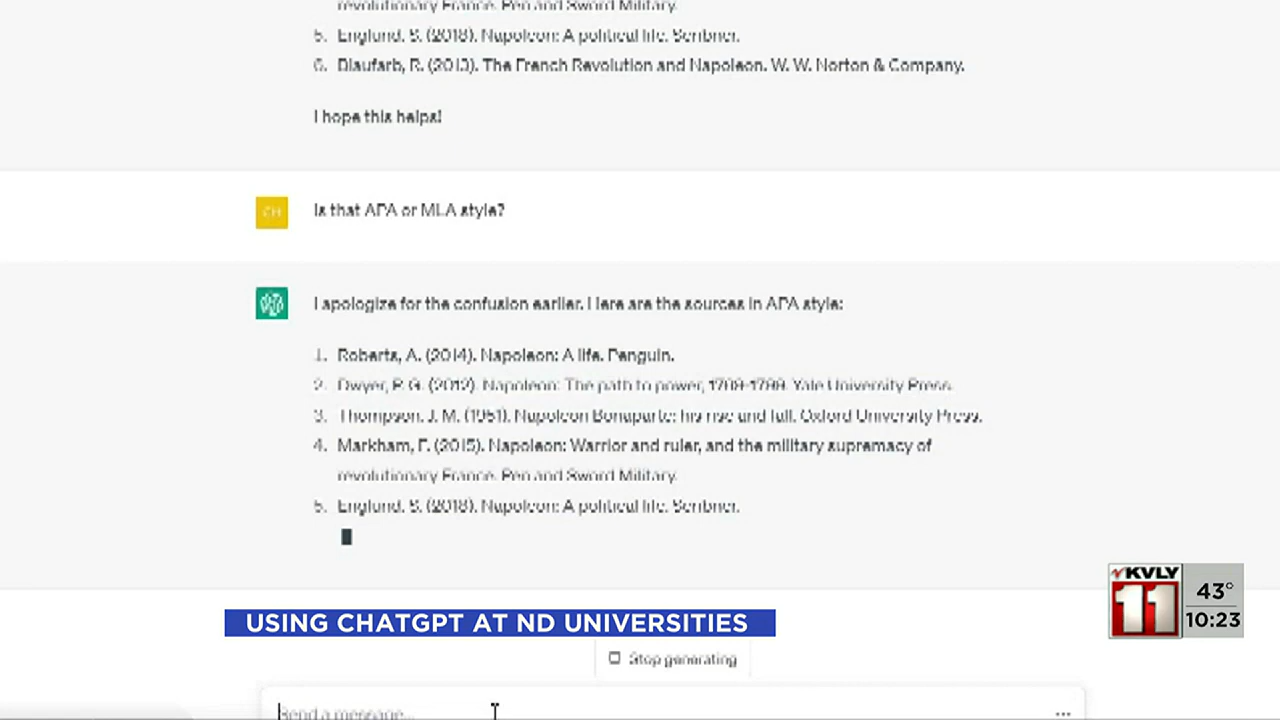 revolutionary France. Pen and Sword Military.
5. Englund, S. (2018). Napoleon: A political life. Scribner.
6. Blaufarb, R. (2013). The French Revolution and Napoleon. W. W. Norton & Company.
I hope this helps!
CH
Is that APA or MLA style?
I apologize for the confusion earlier. Here are the sources in APA style:
1. Roberts, A. (2014). Napoleon: A life. Penguin.
2. Dwyer, P. G. (2012). Napoleon: The path to power, Yale University Press.
3. Thompson, J. M. (1951). Napoleon Bonaparte: his rise and fall. Oxford University Press.
4. Markham, F. (2015). Napoleon: Warrior and ruler, and the military supremacy of
revolutionary France. Pen and Sword Military.
5. Englund, S. (2018). Napoleon: A political life. Scribner.
KVLY
11
43°
10:23
USING CHATGPT AT ND UNIVERSITIES
Stop generating
Send a message...